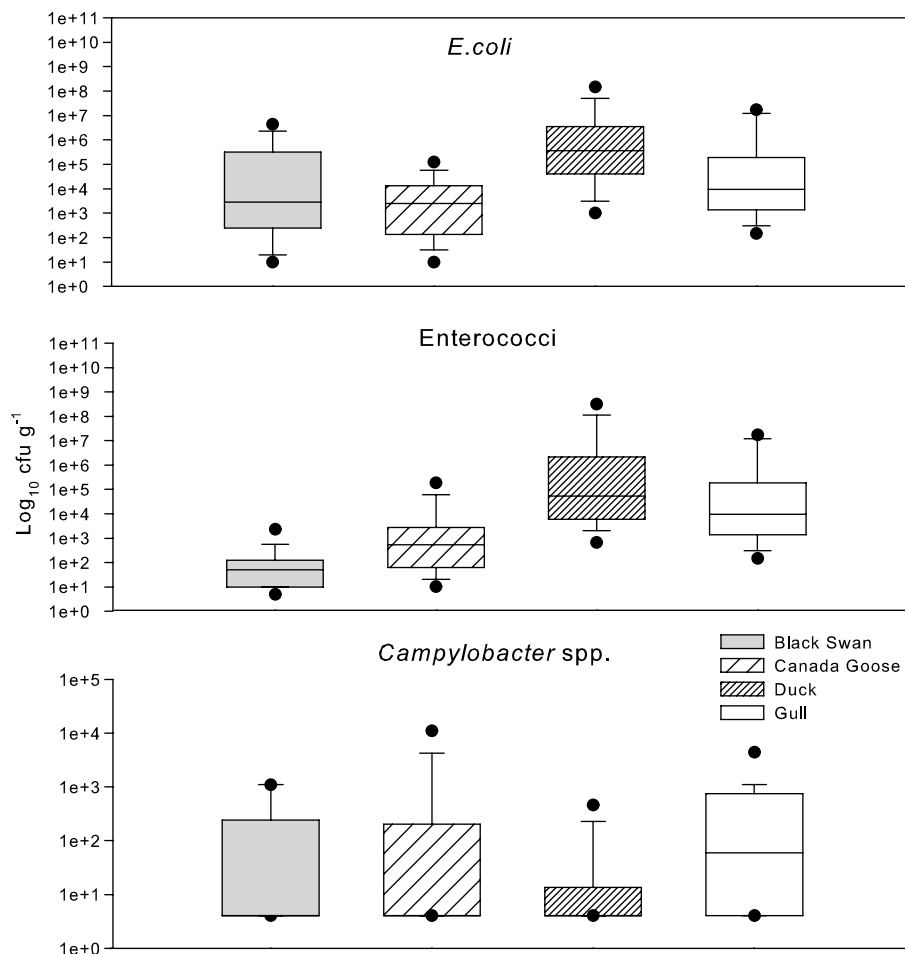 E.coli
1e+11
1e+10
1e+9
1e+8
1e+7
1e+6
1e+5
1e+4
1e+3
1e+2
1e+1
1e+0
Enterococci
Log10 cfu g-1
1e+11
1e+10
1e+9
1e+8
1e+7
1e+6
1e+5
1e+4
1e+3
1e+2
1e+1
1e+0
Campylobacter spp.
Black Swan
Canada Goose
Duck
Gull
1e+5
1e+4
1e+3
1e+2
1e+1
1e+0